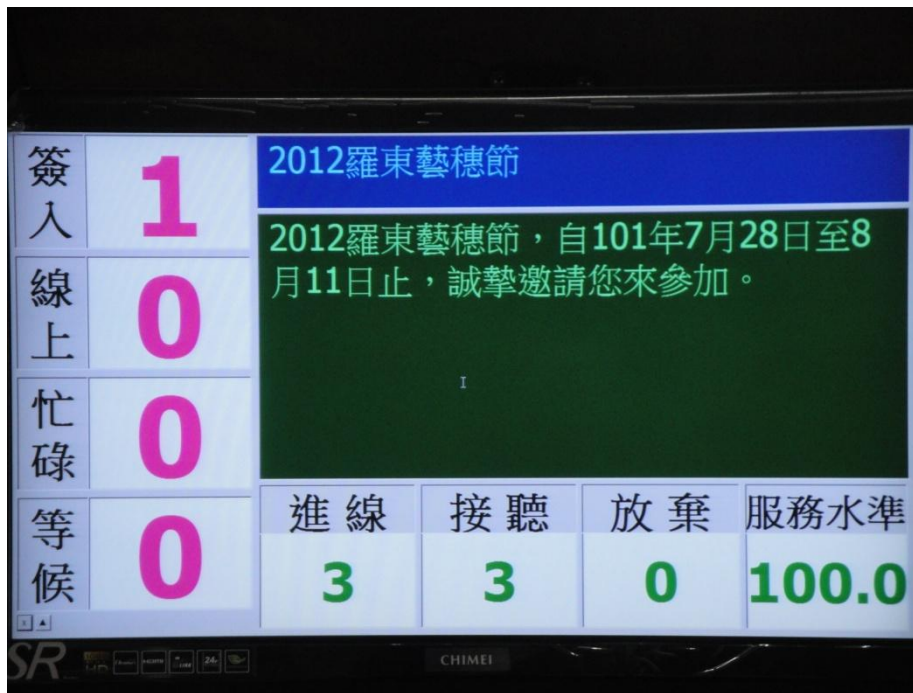 簽入
1
2012羅東藝穗節
2012羅東藝穗節,自101年7月28日至8
月11日止,誠摯邀請您來參加。
線上
0
忙碌
0
等候
0
進線
接聽
放棄
服務水準
3
3
0
100.0
SR
HDMI
24
CHIMEI